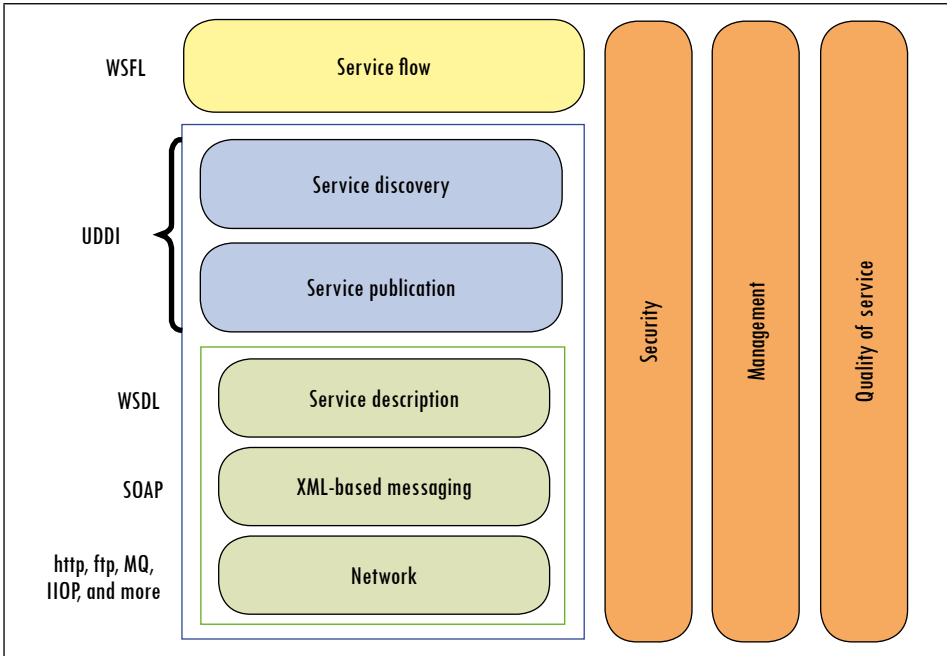 WSFL
Service flow
UDDI
Service discovery
Service publication
WSDL
Service description
SOAP
XML-based messaging
http, ftp, MQ,
IIOP, and more
Network
Security
Management
Quality of service